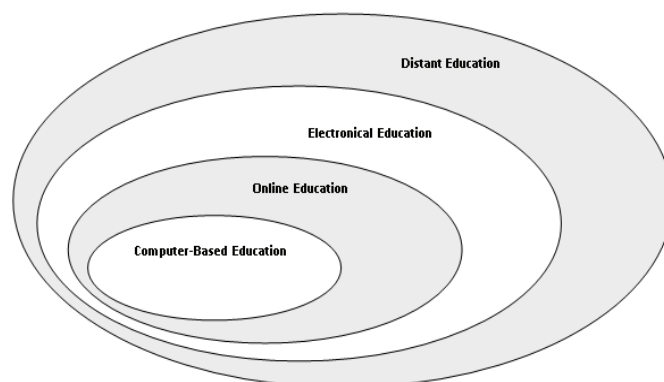 Distant Education
Electronical Education
Online Education
Computer-Based Education